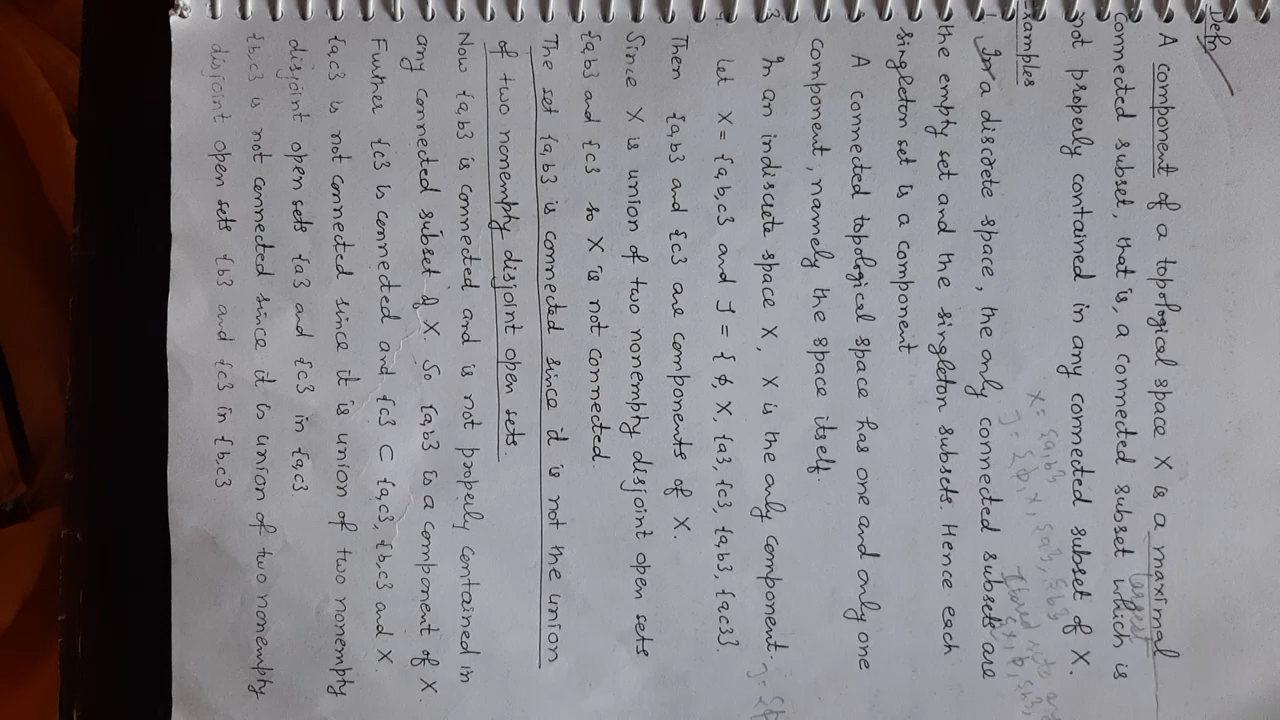 Defn
A component of a topological space X is a maximal
largest
connected subset, that is, a connected subset which is
not properly contained in any connected subset of X.
X = {a,b}
J = {ϕ, X, {a}, {b}
closed sets are
{X, ϕ, {b},
Examples
1 In a discrete space, the only connected subsets are
the empty set and the singleton subsets. Hence each
singleton set is a component
A connected topological space has one and only one
component, namely the space itself.
3 In an indiscrete space X, X is the only component.
J = {ϕ
4. Let X = {a,b,c} and J = {ϕ, X, {a}, {c}, {a,b}, {a,c}}.
Then {a,b} and {c} are components of X.
Since X is union of two nonempty disjoint open sets
{a,b} and {c} so X is not connected.
The set {a,b} is connected since it is not the union
of two nonempty disjoint open sets.
Now {a,b} is connected and is not properly contained in
any connected subset of X. So {a,b} is a component of X.
Further {c} is connected and {c} ⊂ {a,c}, {b,c} and X.
{a,c} is not connected since it is union of two nonempty
disjoint open sets {a} and {c} in {a,c}
{b,c} is not connected since it is union of two nonempty
disjoint open sets {b} and {c} in {b,c}